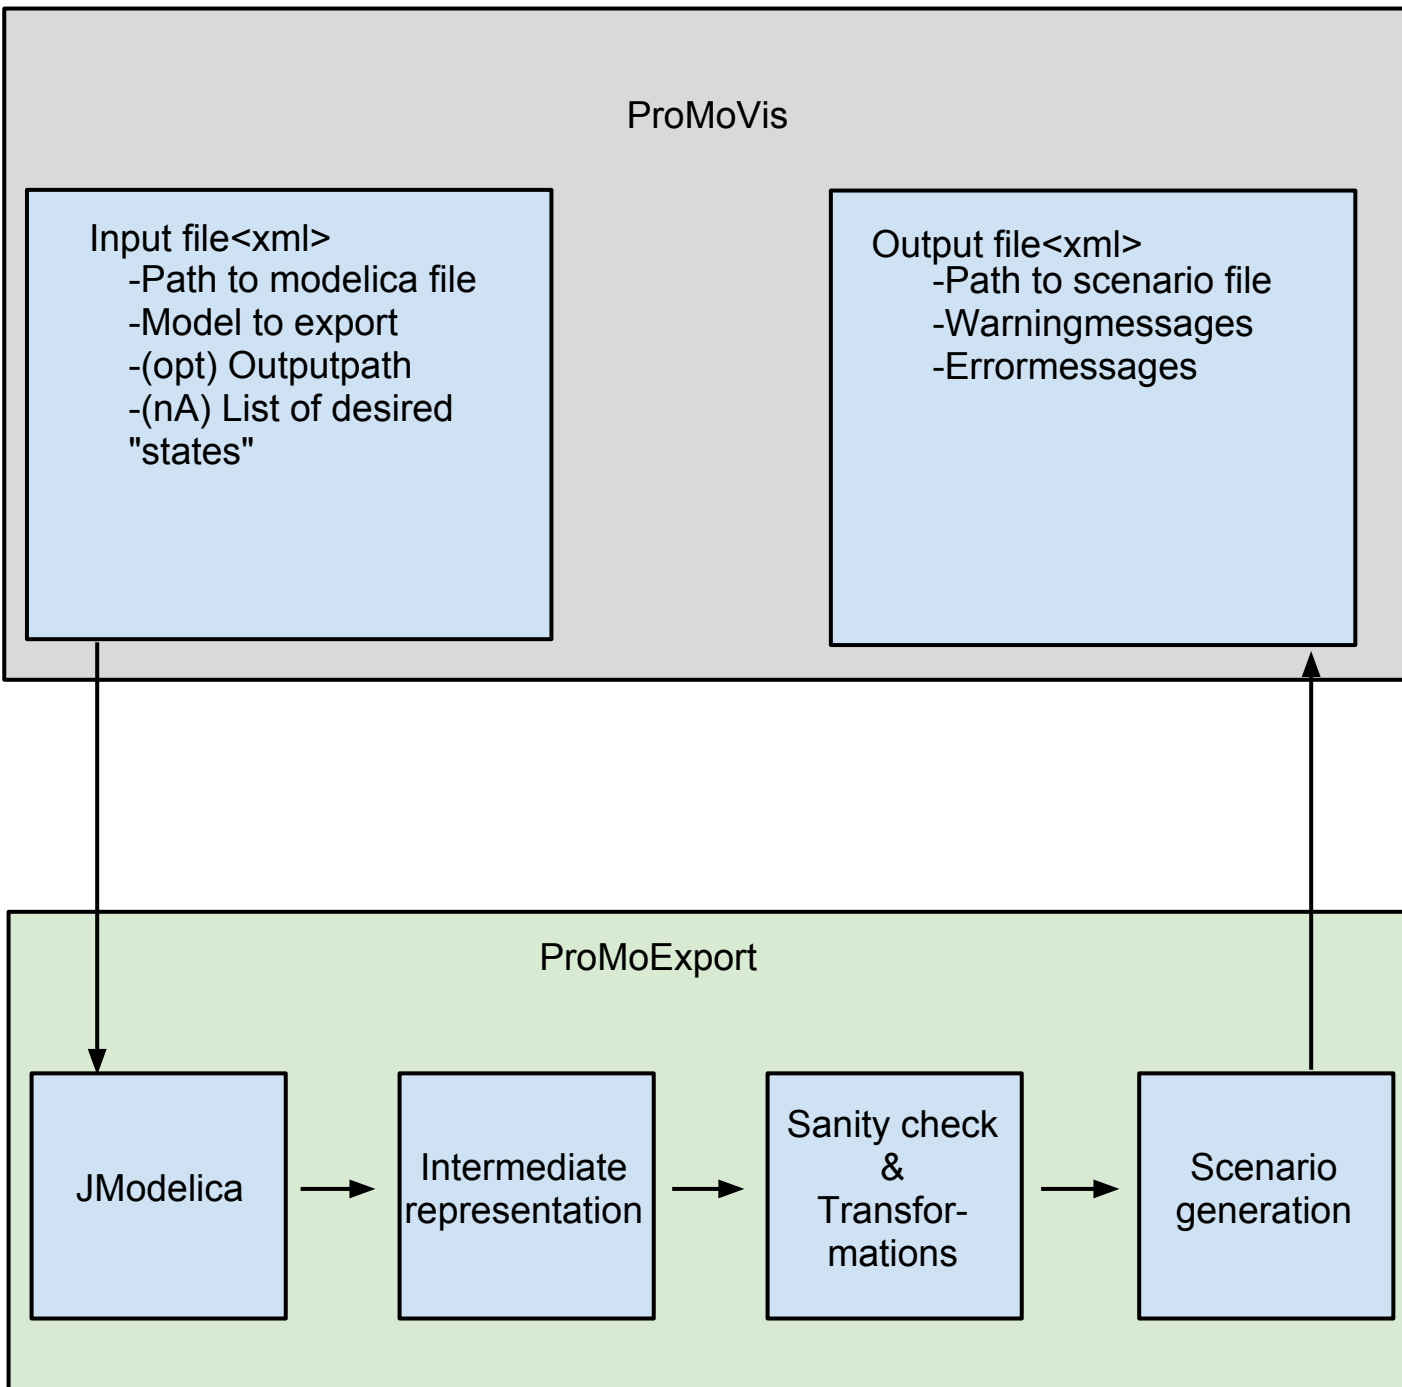 ProMoVis
Input file<xml>
-Path to modelica file
-Model to export
-(opt) Outputpath
-(nA) List of desired
"states"
Output file<xml>
-Path to scenario file
-Warningmessages
-Errormessages
ProMoExport
JModelica
Intermediate
representation
Sanity check
&
Transfor-
mations
Scenario
generation